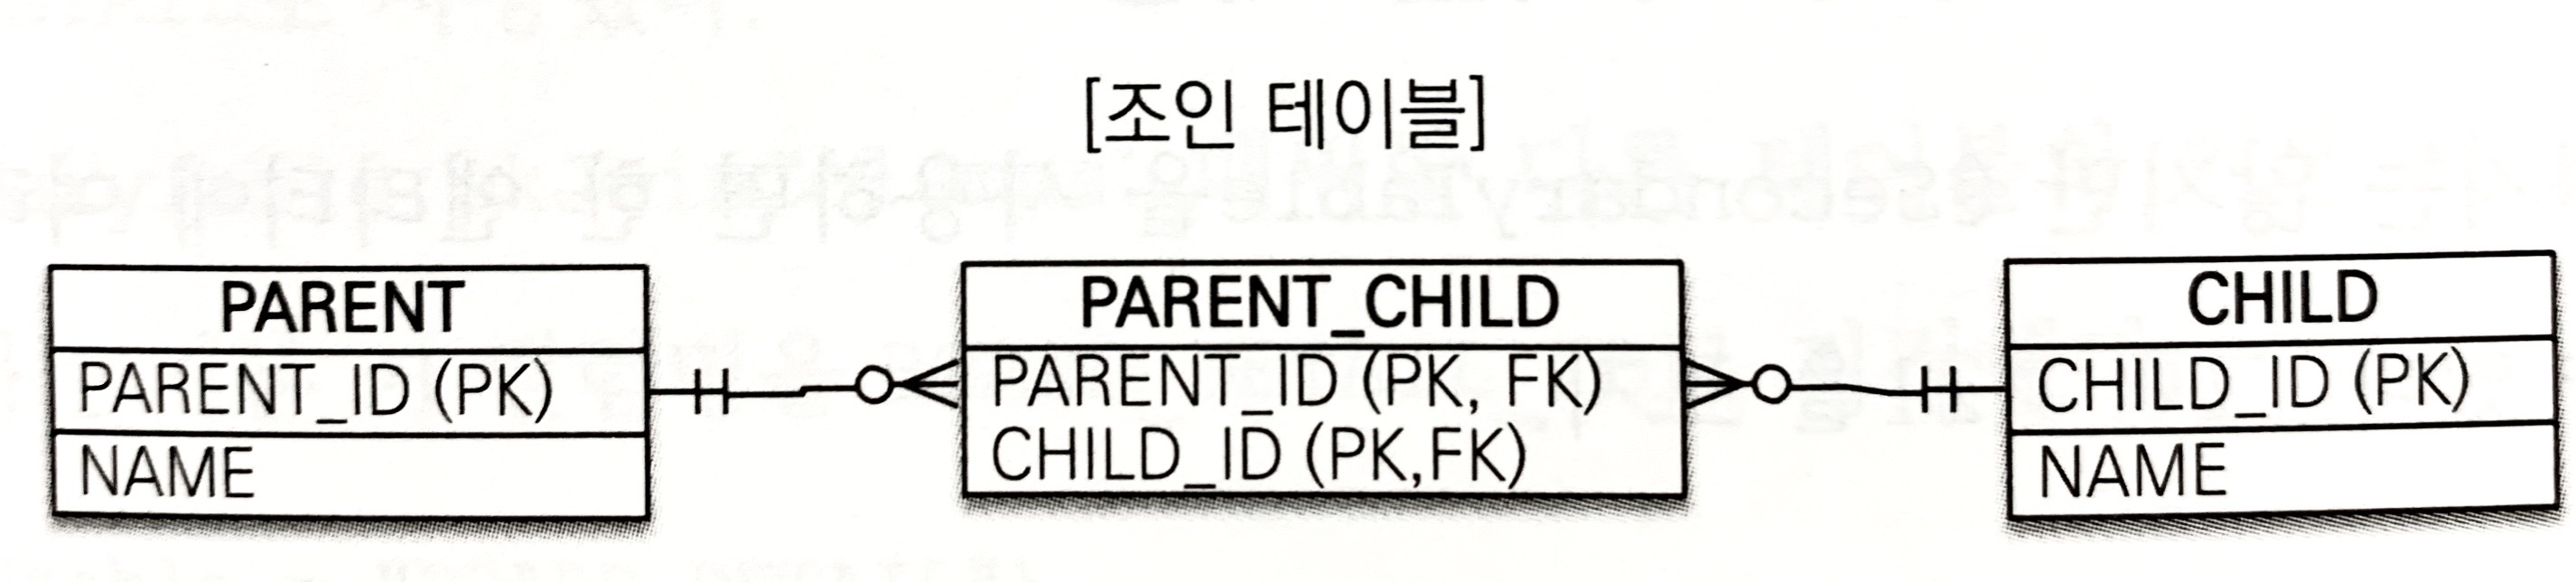 [조인 테이블]
PARENT
PARENT_ID (PK)
NAME
PARENT_CHILD
PARENT_ID (PK, FK)
CHILD_ID (PK,FK)
CHILD
CHILD_ID (PK)
NAME